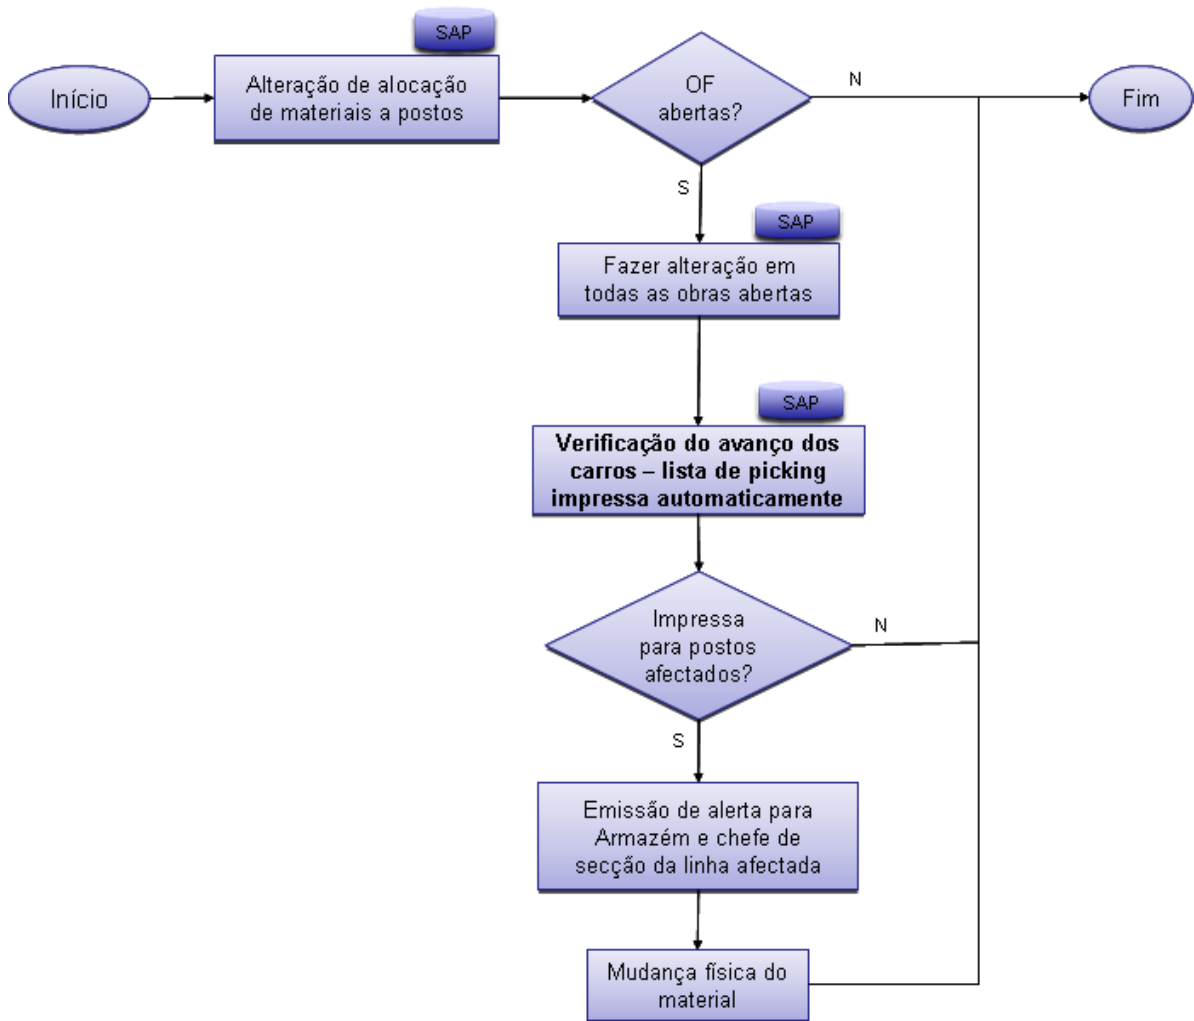 SAP
Início
Alteração de alocação
de materiais a postos
OF
abertas?
N
Fim
S
SAP
Fazer alteração em
todas as obras abertas
SAP
Verificação do avanço dos
carros – lista de picking
impressa automaticamente
Impressa
para postos
afectados?
N
S
Emissão de alerta para
Armazém e chefe de
secção da linha afectada
Mudança física do
material